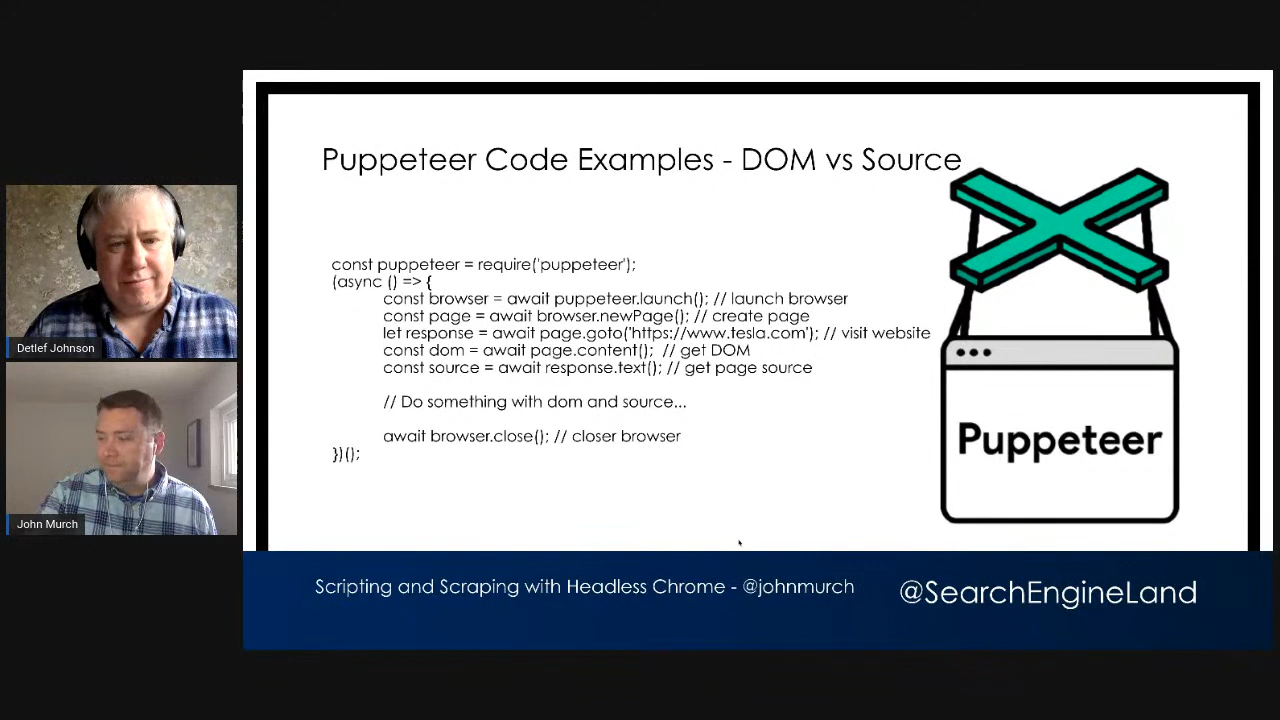 Puppeteer Code Examples - DOM vs Source
const puppeteer = require('puppeteer');
(async () => {
const browser = await puppeteer.launch(); // launch browser
const page = await browser.newPage(); // create page
let response = await page.goto('https://www.tesla.com'); // visit website
const dom = await page.content();  // get DOM
const source = await response.text(); // get page source
// Do something with dom and source...
await browser.close(); // closer browser
})();
Puppeteer
Detlef Johnson
John Murch
Scripting and Scraping with Headless Chrome - @johnmurch
@SearchEngineLand